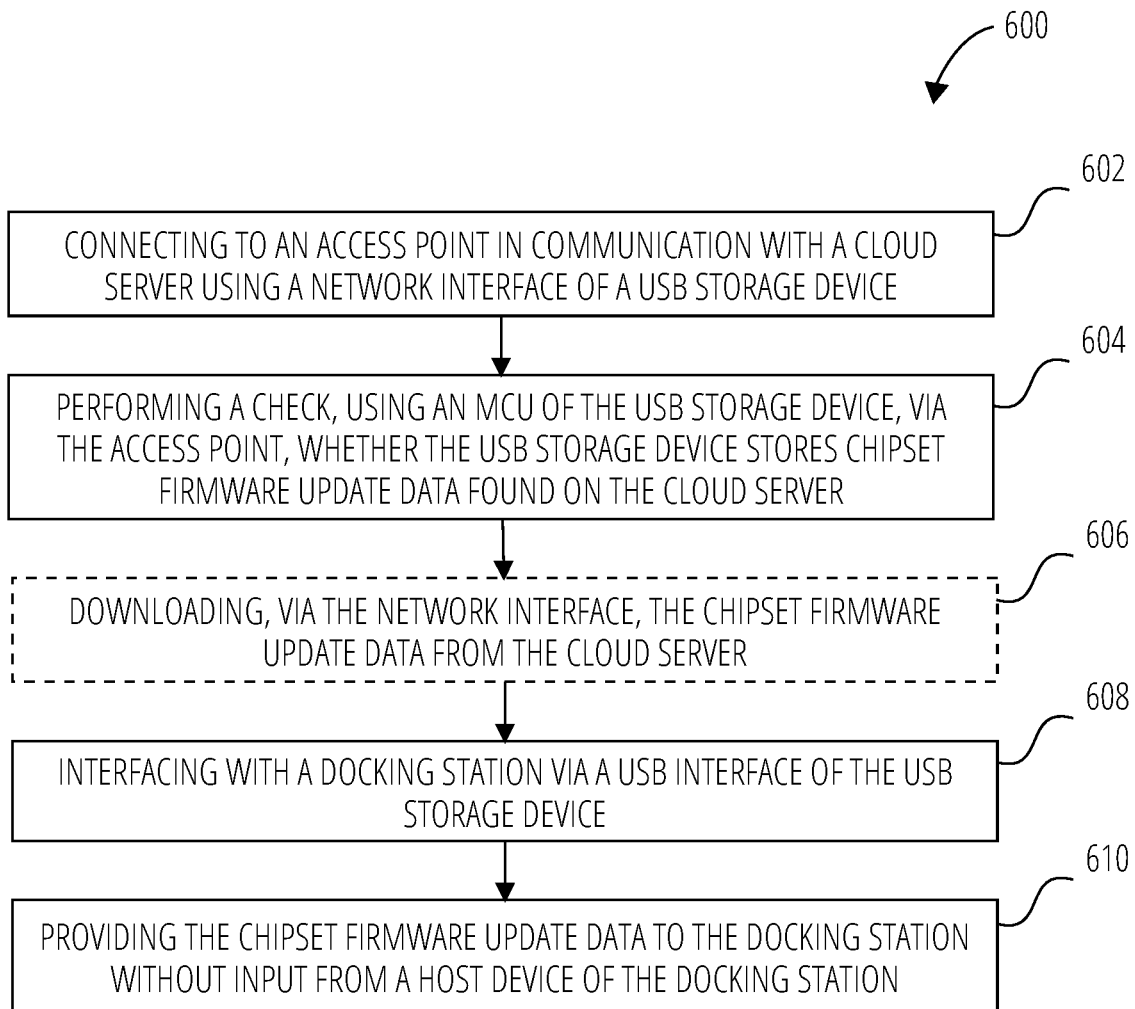 600
602
CONNECTING TO AN ACCESS POINT IN COMMUNICATION WITH A CLOUD
SERVER USING A NETWORK INTERFACE OF A USB STORAGE DEVICE
604
PERFORMING A CHECK, USING AN MCU OF THE USB STORAGE DEVICE, VIA
THE ACCESS POINT, WHETHER THE USB STORAGE DEVICE STORES CHIPSET
FIRMWARE UPDATE DATA FOUND ON THE CLOUD SERVER
606
DOWNLOADING, VIA THE NETWORK INTERFACE, THE CHIPSET FIRMWARE
UPDATE DATA FROM THE CLOUD SERVER
608
INTERFACING WITH A DOCKING STATION VIA A USB INTERFACE OF THE USB
STORAGE DEVICE
610
PROVIDING THE CHIPSET FIRMWARE UPDATE DATA TO THE DOCKING STATION
WITHOUT INPUT FROM A HOST DEVICE OF THE DOCKING STATION